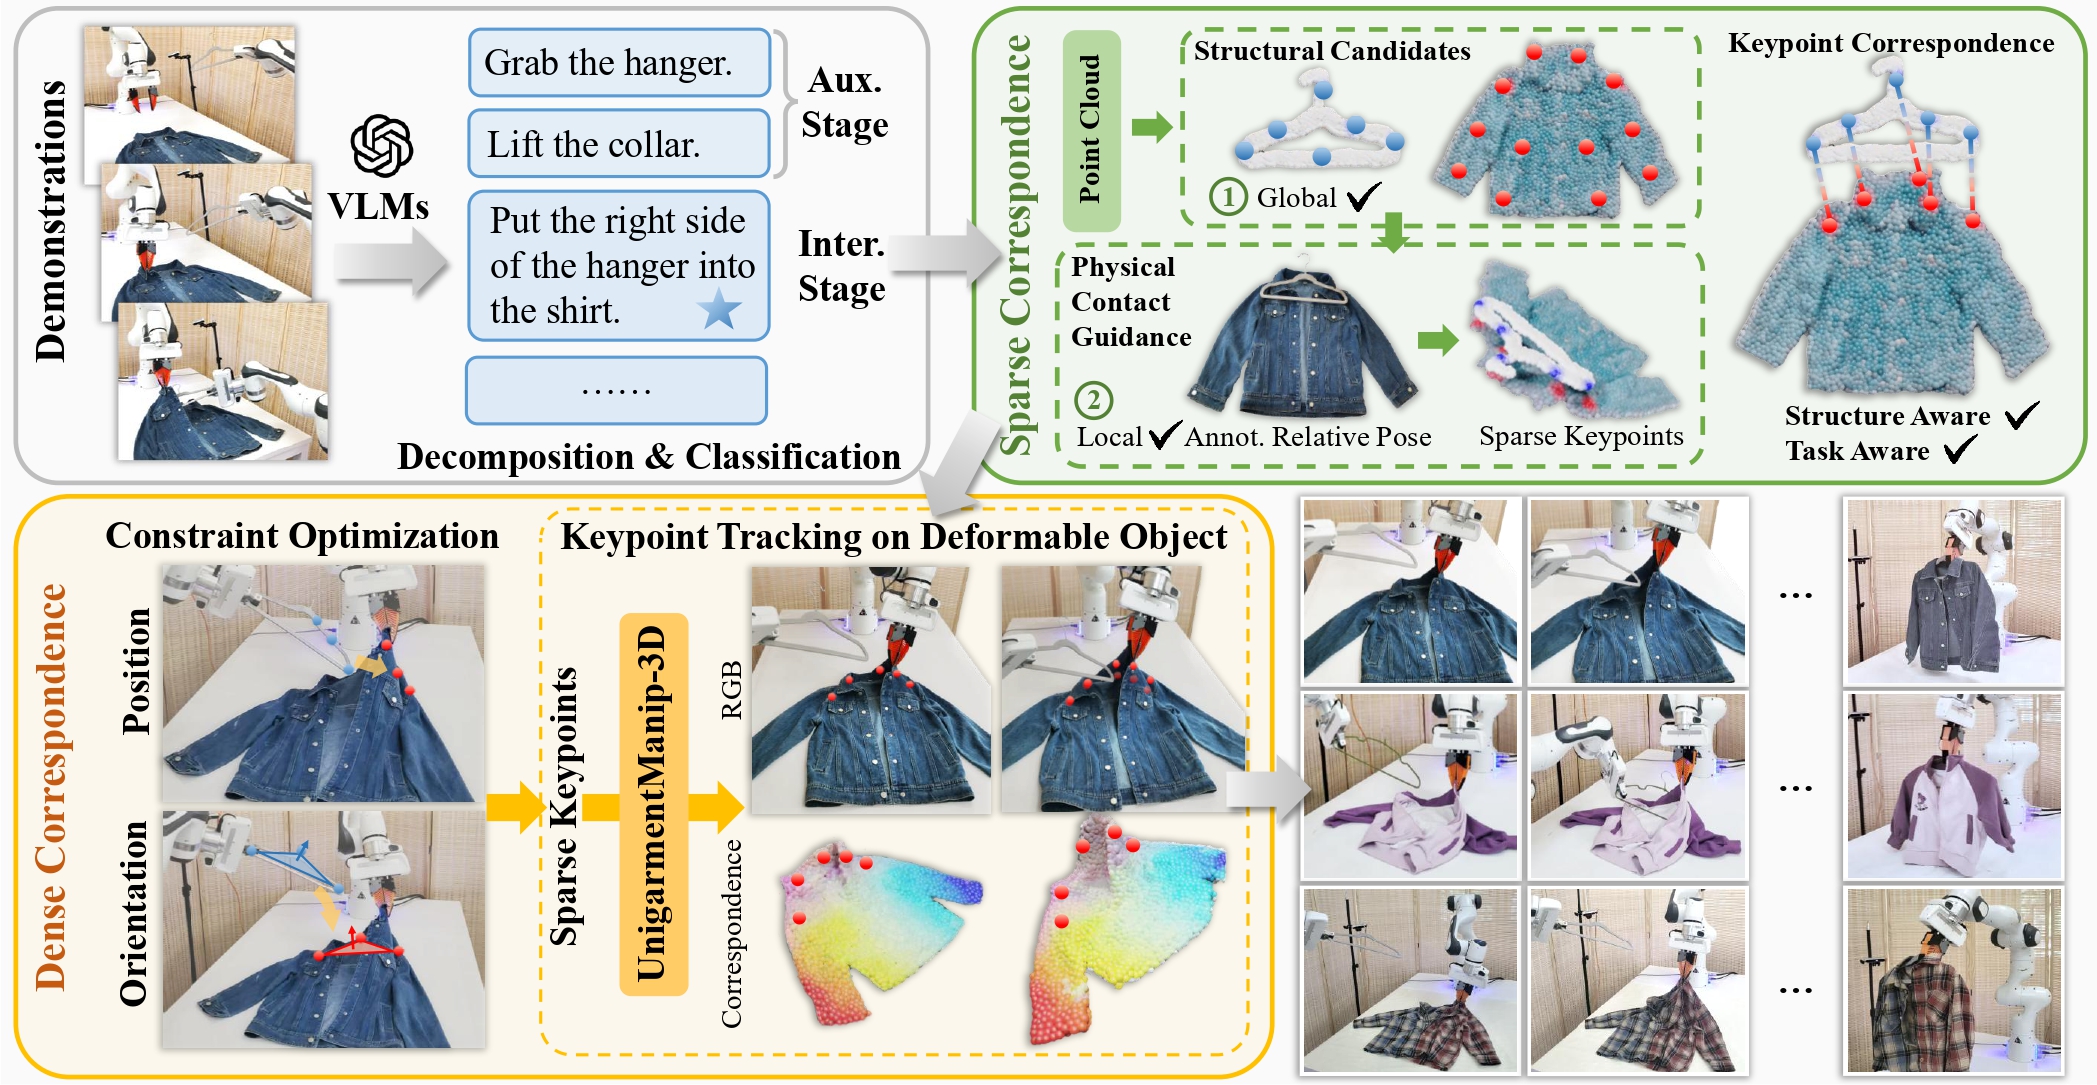 Demonstrations
VLMs
Grab the hanger.
Lift the collar.
Aux.
Stage
Put the right side
of the hanger into
the shirt.
Inter.
Stage
......
Decomposition & Classification
Sparse Correspondence
Point Cloud
Structural Candidates
1 Global ✓
Physical
Contact
Guidance
2
Local ✓
Annot. Relative Pose
Sparse Keypoints
Keypoint Correspondence
Structure Aware ✓
Task Aware ✓
Dense Correspondence
Constraint Optimization
Position
Orientation
Keypoint Tracking on Deformable Object
Sparse Keypoints
UnigarmentManip-3D
RGB
Correspondence
...
...
...